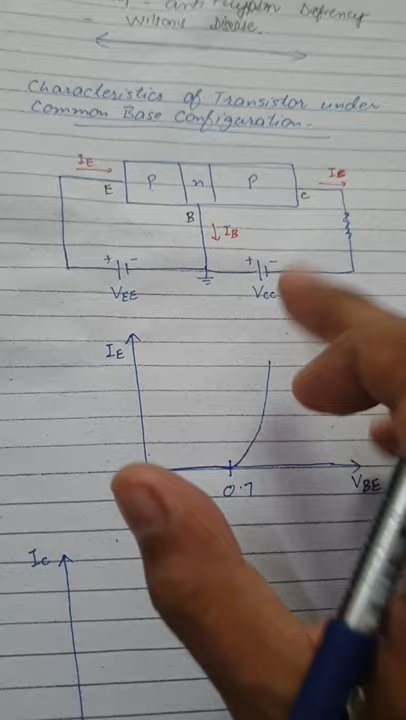 Wilsons Disease.
Characteristics of Transistor under
Common Base Configuration.
IE
IC
E
P
n
P
C
B
IB
+ -
+ -
VEE
VCC
IE
0.7
VBE
IC